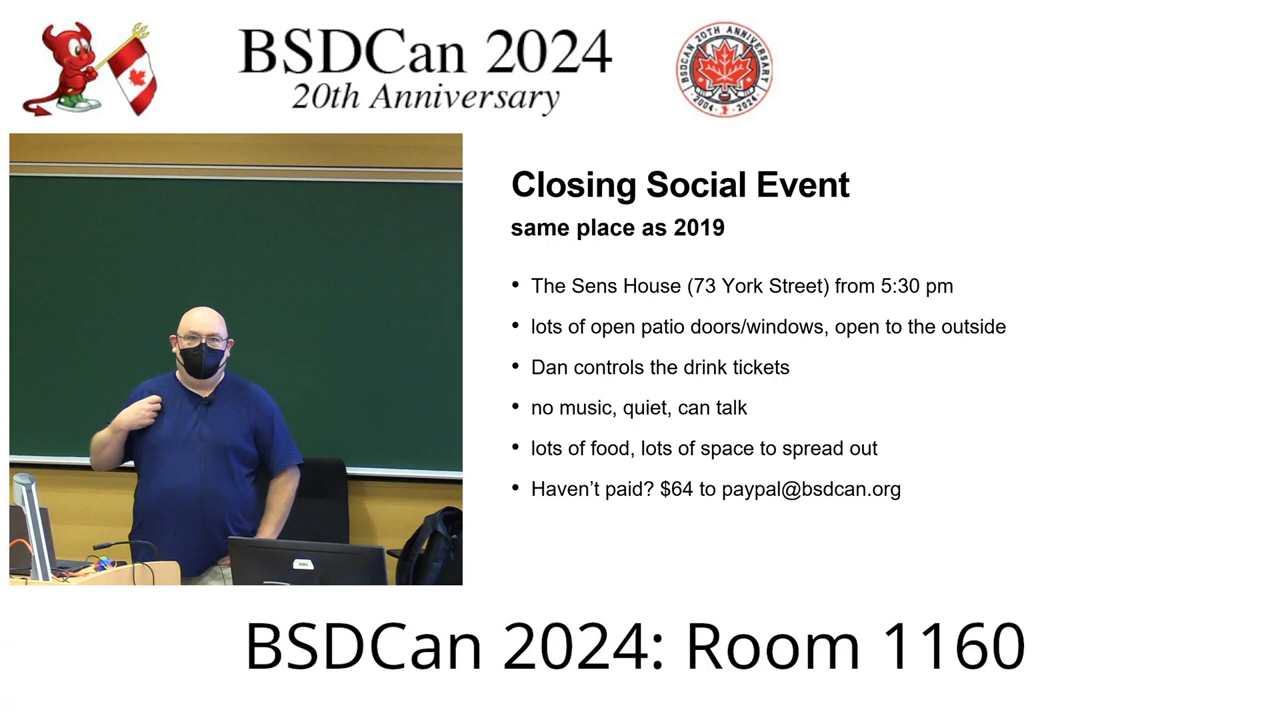 BSDCan 2024
20th Anniversary
BSDCAN 20TH ANNIVERSARY
2004 2024
Closing Social Event
same place as 2019
• The Sens House (73 York Street) from 5:30 pm
• lots of open patio doors/windows, open to the outside
• Dan controls the drink tickets
• no music, quiet, can talk
• lots of food, lots of space to spread out
• Haven’t paid? $64 to paypal@bsdcan.org
BSDCan 2024: Room 1160